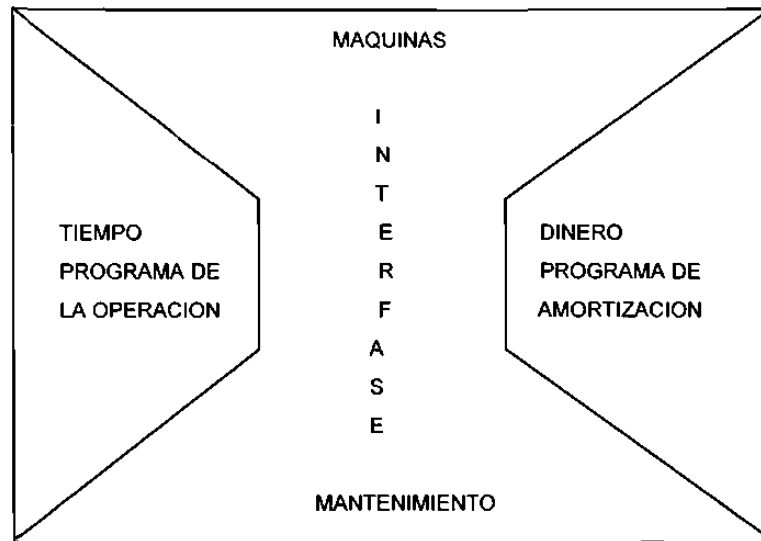 MAQUINAS
I
N
T
E
R
F
A
S
E
TIEMPO
PROGRAMA DE
LA OPERACION
DINERO
PROGRAMA DE
AMORTIZACION
MANTENIMIENTO